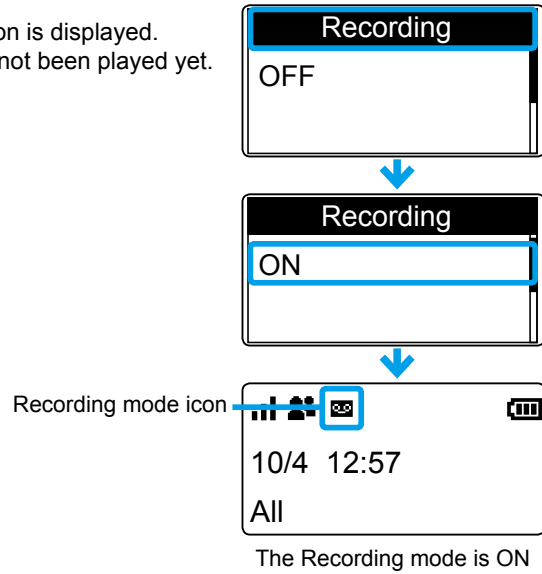 on is displayed.
not been played yet.
Recording
OFF
Recording
ON
Recording mode icon
10/4 12:57
All
The Recording mode is ON